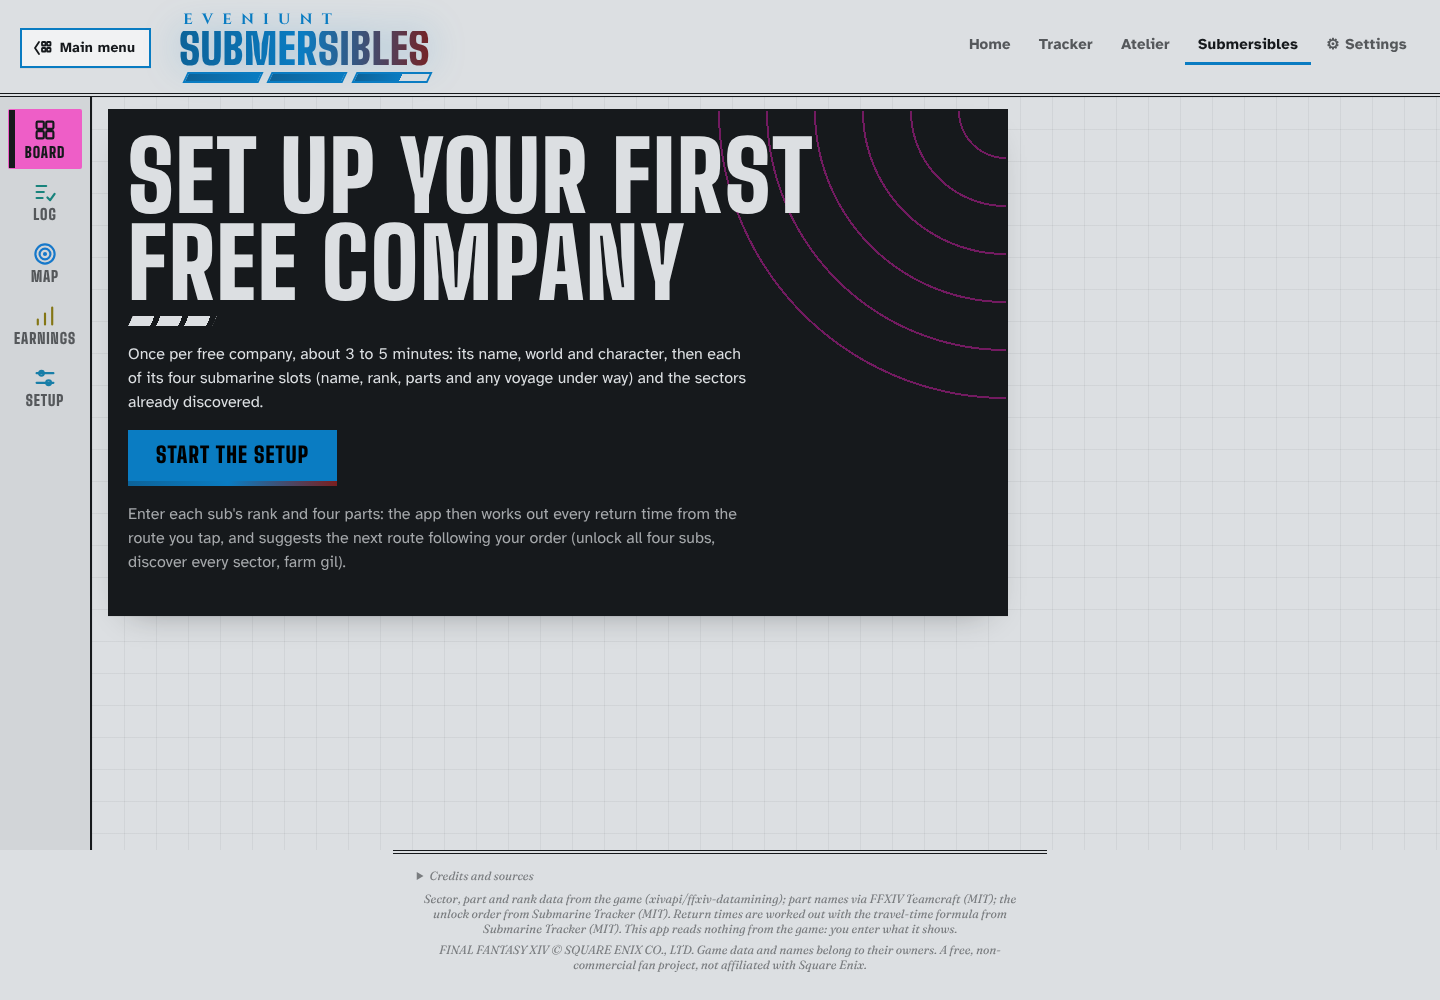 Main menu
EVENIUNT
SUBMERSIBLES
Home
Tracker
Atelier
Submersibles
⚙ Settings
BOARD
LOG
MAP
EARNINGS
SETUP
SET UP YOUR FIRST
FREE COMPANY
Once per free company, about 3 to 5 minutes: its name, world and character, then each
of its four submarine slots (name, rank, parts and any voyage under way) and the sectors
already discovered.
START THE SETUP
Enter each sub's rank and four parts: the app then works out every return time from the
route you tap, and suggests the next route following your order (unlock all four subs,
discover every sector, farm gil).
▶ Credits and sources
Sector, part and rank data from the game (xivapi/ffxiv-datamining); part names via FFXIV Teamcraft (MIT); the
unlock order from Submarine Tracker (MIT). Return times are worked out with the travel-time formula from
Submarine Tracker (MIT). This app reads nothing from the game: you enter what it shows.
FINAL FANTASY XIV © SQUARE ENIX CO., LTD. Game data and names belong to their owners. A free, non-
commercial fan project, not affiliated with Square Enix.